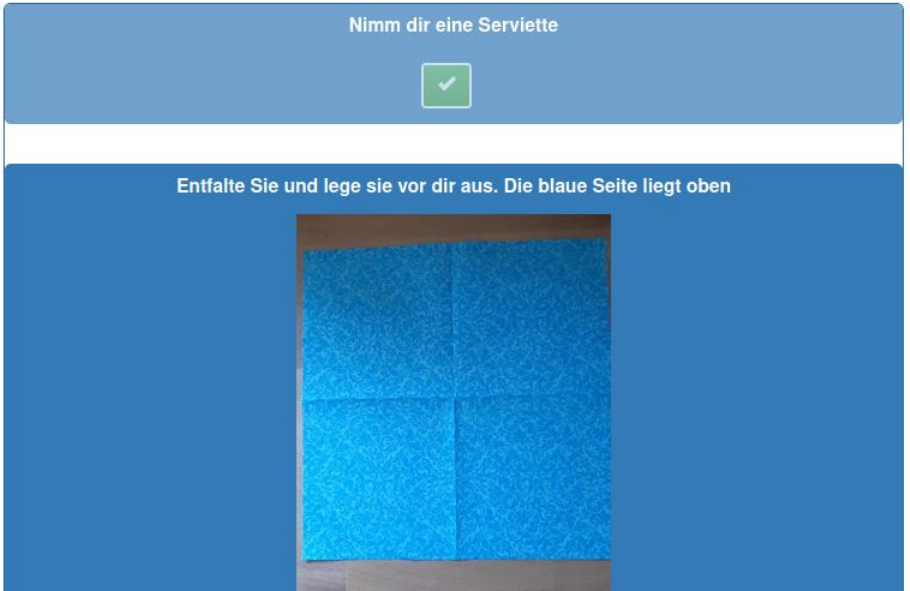 Nimm dir eine Serviette
Entfalte Sie und lege sie vor dir aus. Die blaue Seite liegt oben